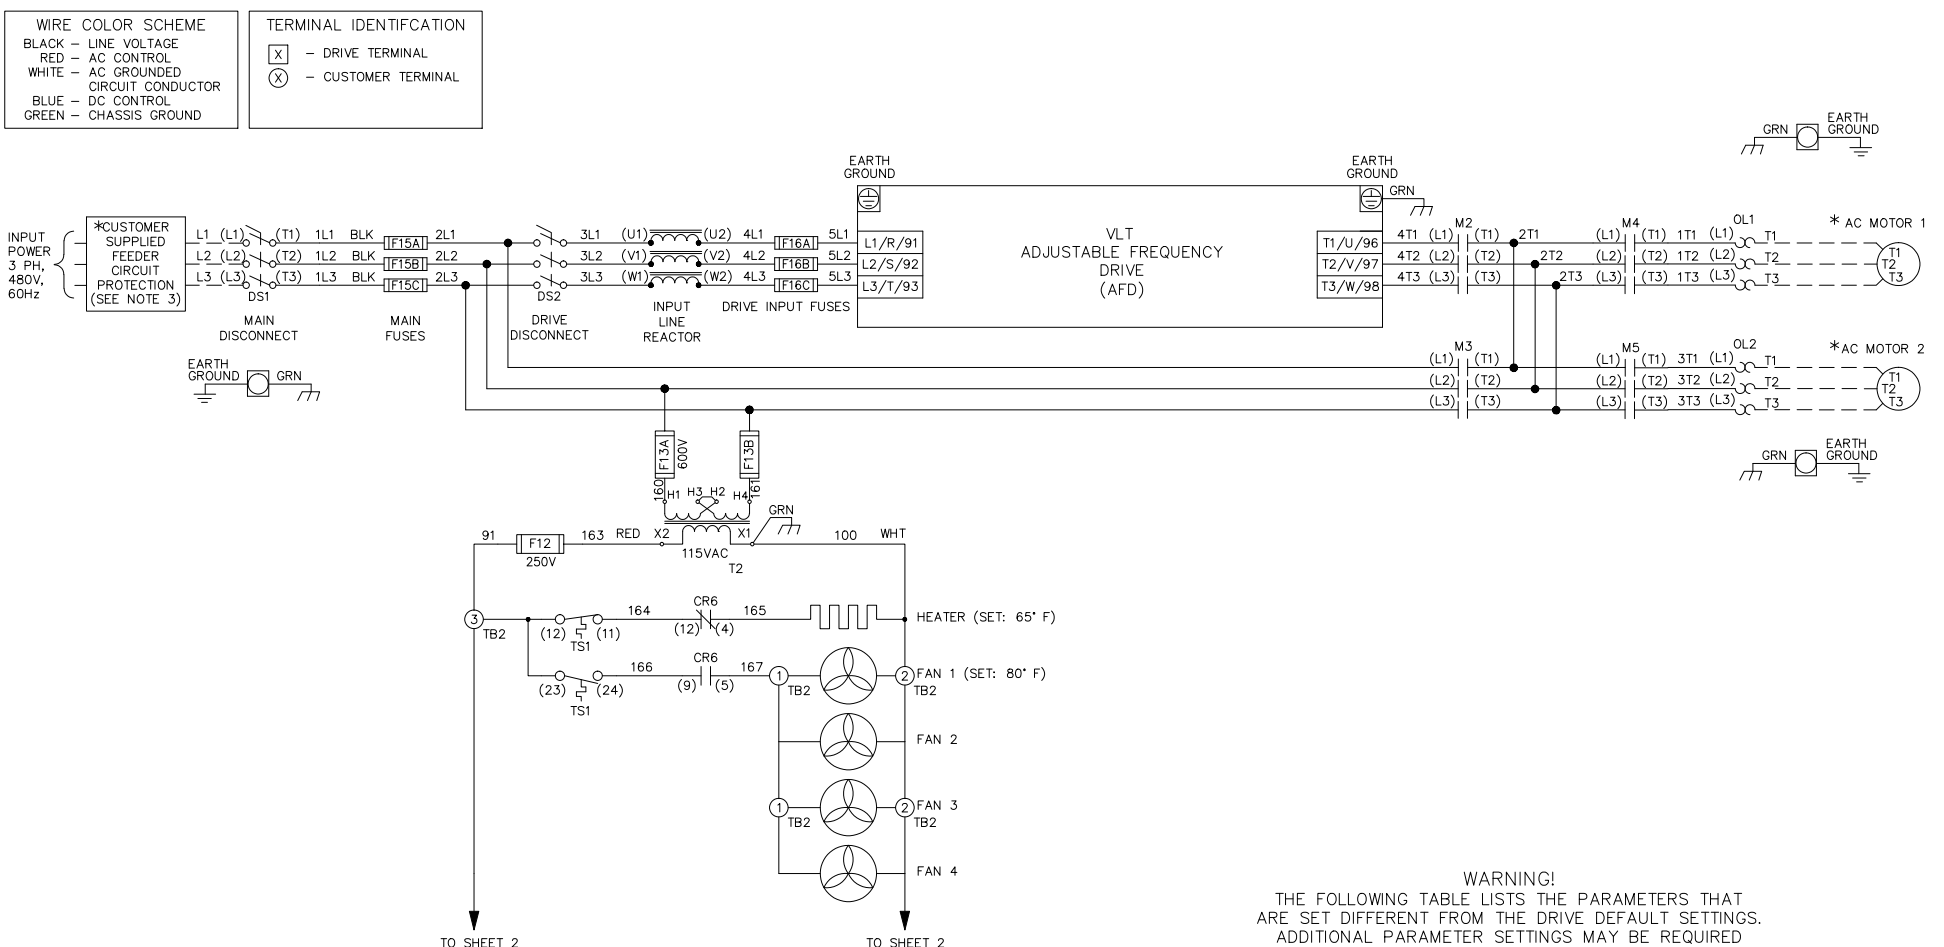 WIRE COLOR SCHEME
BLACK – LINE VOLTAGE
RED – AC CONTROL
WHITE – AC GROUNDED
CIRCUIT CONDUCTOR
BLUE – DC CONTROL
GREEN – CHASSIS GROUND
TERMINAL IDENTIFCATION
X – DRIVE TERMINAL
X – CUSTOMER TERMINAL
GRN
EARTH
GROUND
INPUT
POWER
3 PH,
480V,
60Hz
*CUSTOMER
SUPPLIED
FEEDER
CIRCUIT
PROTECTION
(SEE NOTE 3)
L1 (L1) (T1) 1L1 BLK F15A 2L1
L2 (L2) (T2) 1L2 BLK F15B 2L2
L3 (L3) (T3) 1L3 BLK F15C 2L3
DS1
MAIN
DISCONNECT
MAIN
FUSES
EARTH
GROUND
GRN
3L1 (U1) (U2) 4L1 F16A 5L1
3L2 (V1) (V2) 4L2 F16B 5L2
3L3 (W1) (W2) 4L3 F16C 5L3
DS2
DRIVE
DISCONNECT
INPUT
LINE
REACTOR
DRIVE INPUT FUSES
EARTH
GROUND
EARTH
GROUND
GRN
L1/R/91
L2/S/92
L3/T/93
VLT
ADJUSTABLE FREQUENCY
DRIVE
(AFD)
T1/U/96
T2/V/97
T3/W/98
M2
M4
OL1
* AC MOTOR 1
4T1 (L1) (T1) 2T1 (L1) (T1) 1T1 (L1) T1
4T2 (L2) (T2) 2T2 (L2) (T2) 1T2 (L2) T2
4T3 (L3) (T3) 2T3 (L3) (T3) 1T3 (L3) T3
T1
T2
T3
M3
M5
OL2
*AC MOTOR 2
(L1) (T1) (L1) (T1) 3T1 (L1) T1
(L2) (T2) (L2) (T2) 3T2 (L2) T2
(L3) (T3) (L3) (T3) 3T3 (L3) T3
T1
T2
T3
GRN
EARTH
GROUND
F13A
600V
F13B
160
161
H1 H3 H2 H4
GRN
91 F12 163 RED X2 X1 100 WHT
250V
115VAC
T2
3
TB2
(12) (11)
TS1
164
CR6
(12) (4)
165
HEATER (SET: 65° F)
(23) (24)
TS1
166
CR6
(9) (5)
167
1
TB2
2
TB2
FAN 1 (SET: 80° F)
FAN 2
1
TB2
2
TB2
FAN 3
FAN 4
TO SHEET 2
TO SHEET 2
WARNING!
THE FOLLOWING TABLE LISTS THE PARAMETERS THAT
ARE SET DIFFERENT FROM THE DRIVE DEFAULT SETTINGS.
ADDITIONAL PARAMETER SETTINGS MAY BE REQUIRED